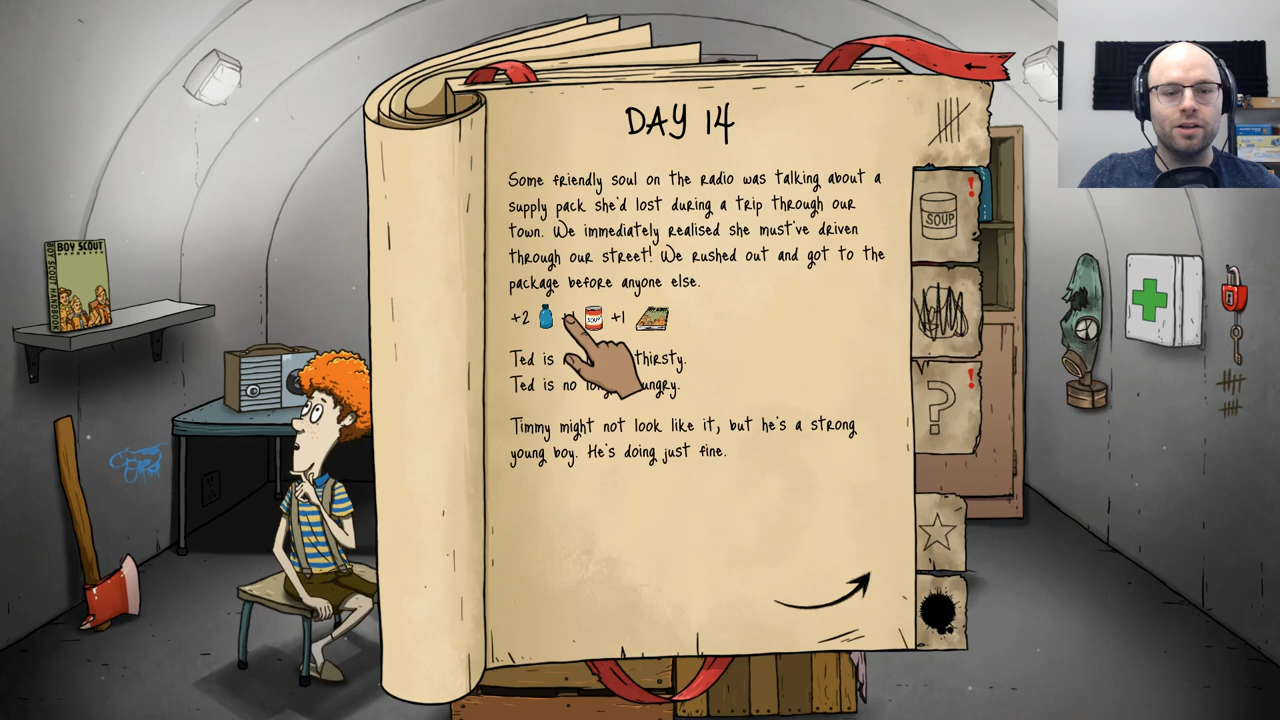 DAY 14
Some friendly soul on the radio was talking about a
supply pack she'd lost during a trip through our
town. We immediately realised she must've driven
through our street! We rushed out and got to the
package before anyone else.
+2 SOUP +1
Ted is thirsty.
Ted is no
Timmy might not look like it, but he's a strong
young boy. He's doing just fine.
SOUP
!
!
?
BOY SCOUT
BOY SCOUT HANDBOOK